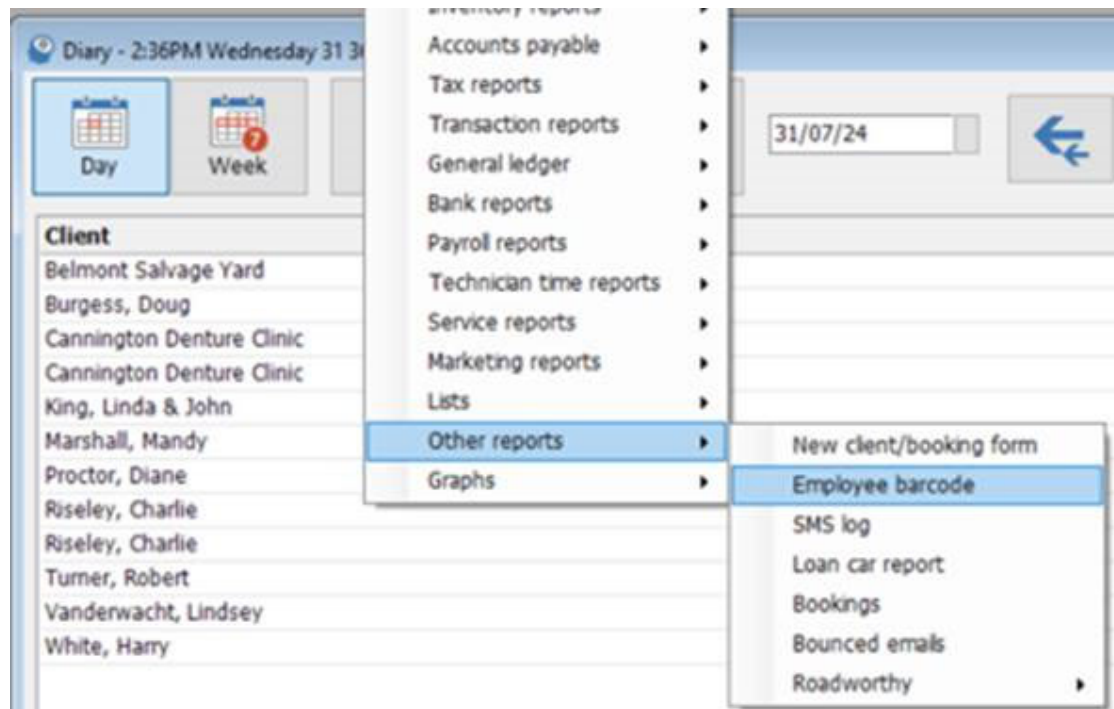 Inventory reports
Diary - 2:36PM Wednesday 31
Accounts payable
Tax reports
Transaction reports
General ledger
Bank reports
Payroll reports
Technician time reports
Service reports
Marketing reports
Lists
Other reports
Graphs
Day
7
Week
31/07/24
Client
Belmont Salvage Yard
Burgess, Doug
Cannington Denture Clinic
Cannington Denture Clinic
King, Linda & John
Marshall, Mandy
Proctor, Diane
Riseley, Charlie
Riseley, Charlie
Turner, Robert
Vanderwacht, Lindsey
White, Harry
New client/booking form
Employee barcode
SMS log
Loan car report
Bookings
Bounced emails
Roadworthy